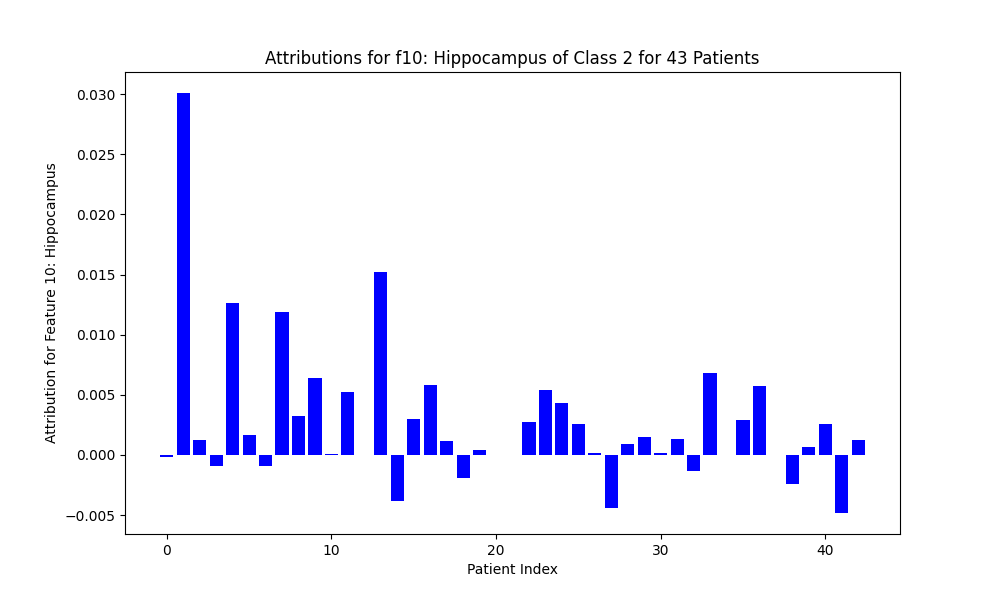 Attributions for f10: Hippocampus of Class 2 for 43 Patients
Attribution for Feature 10: Hippocampus
0.030
0.025
0.020
0.015
0.010
0.005
0.000
−0.005
0 10 20 30 40
Patient Index